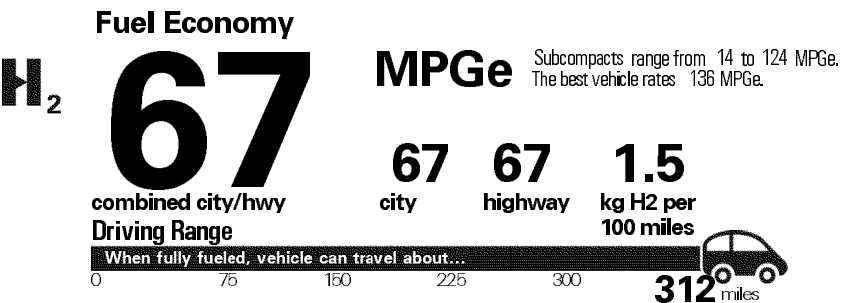 Fuel Economy
H2
67
MPGe
Subcompacts range from 14 to 124 MPGe.
The best vehicle rates 136 MPGe.
combined city/hwy
67
city
67
highway
1.5
kg H2 per
100 miles
Driving Range
When fully fueled, vehicle can travel about...
0 75 150 225 300
312 miles